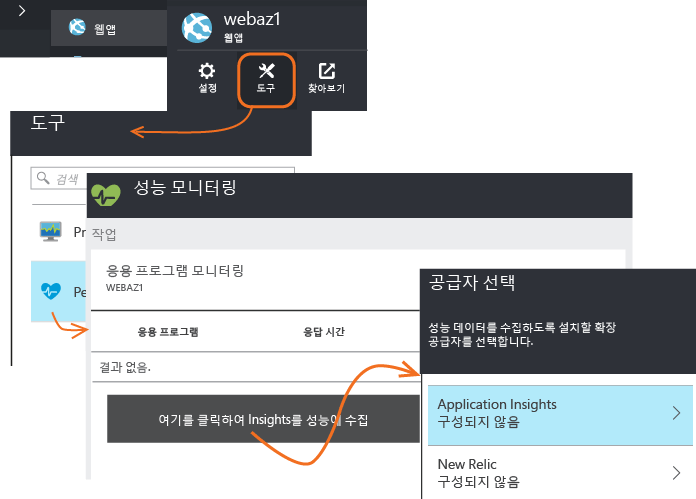 웹앱
webaz1
웹앱
설정
도구
찾아보기
도구
검색
성능 모니터링
작업
Pr
Pe
응용 프로그램 모니터링
WEBAZ1
응용 프로그램
응답 시간
결과 없음.
여기를 클릭하여 Insights를 성능에 수집
공급자 선택
성능 데이터를 수집하도록 설치할 확장
공급자를 선택합니다.
Application Insights
구성되지 않음
New Relic
구성되지 않음